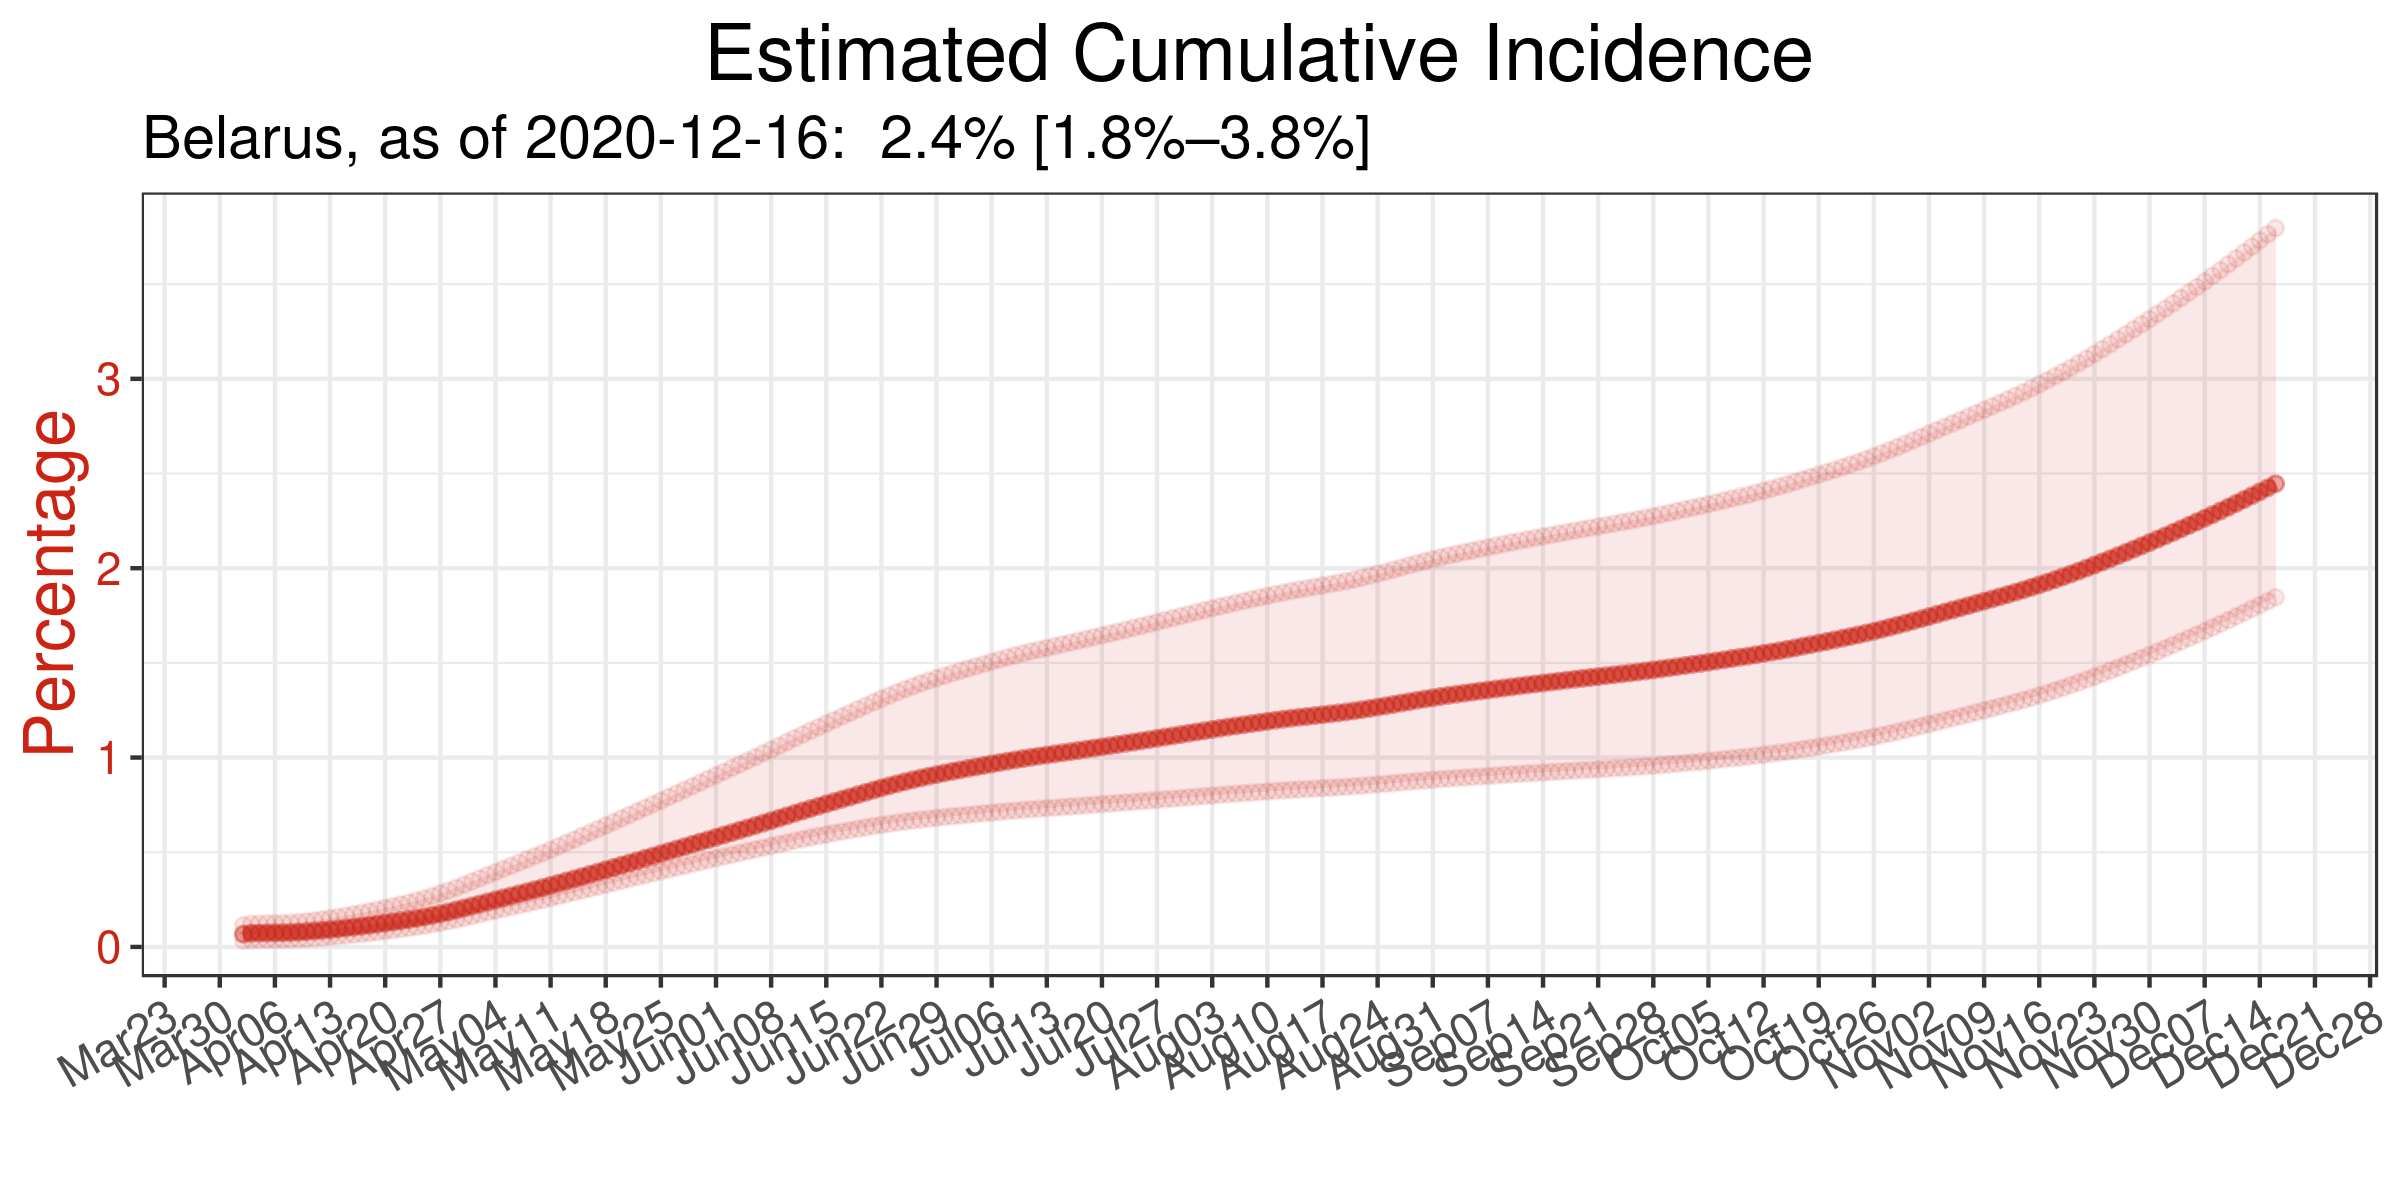 Estimated Cumulative Incidence
Belarus, as of 2020-12-16:  2.4% [1.8%–3.8%]
Percentage
3
2
1
0
Mar23
Mar30
Apr06
Apr13
Apr20
Apr27
May04
May11
May18
May25
Jun01
Jun08
Jun15
Jun22
Jun29
Jul06
Jul13
Jul20
Jul27
Aug03
Aug10
Aug17
Aug24
Aug31
Sep07
Sep14
Sep21
Sep28
Oct05
Oct12
Oct19
Oct26
Nov02
Nov09
Nov16
Nov23
Nov30
Dec07
Dec14
Dec21
Dec28